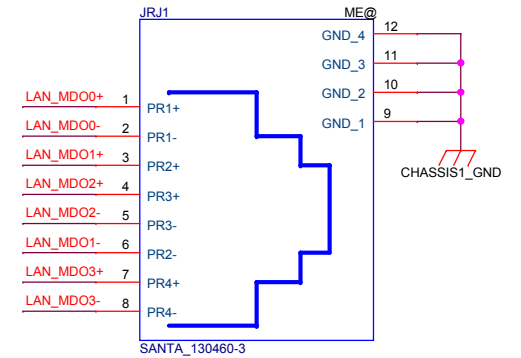 JRJ1 ME@
GND_4 12
GND_3 11
GND_2 10
GND_1 9
LAN_MDO0+ 1 PR1+
LAN_MDO0- 2 PR1-
LAN_MDO1+ 3 PR2+
LAN_MDO2+ 4 PR3+
LAN_MDO2- 5 PR3-
LAN_MDO1- 6 PR2-
LAN_MDO3+ 7 PR4+
LAN_MDO3- 8 PR4-
CHASSIS1_GND
SANTA_130460-3